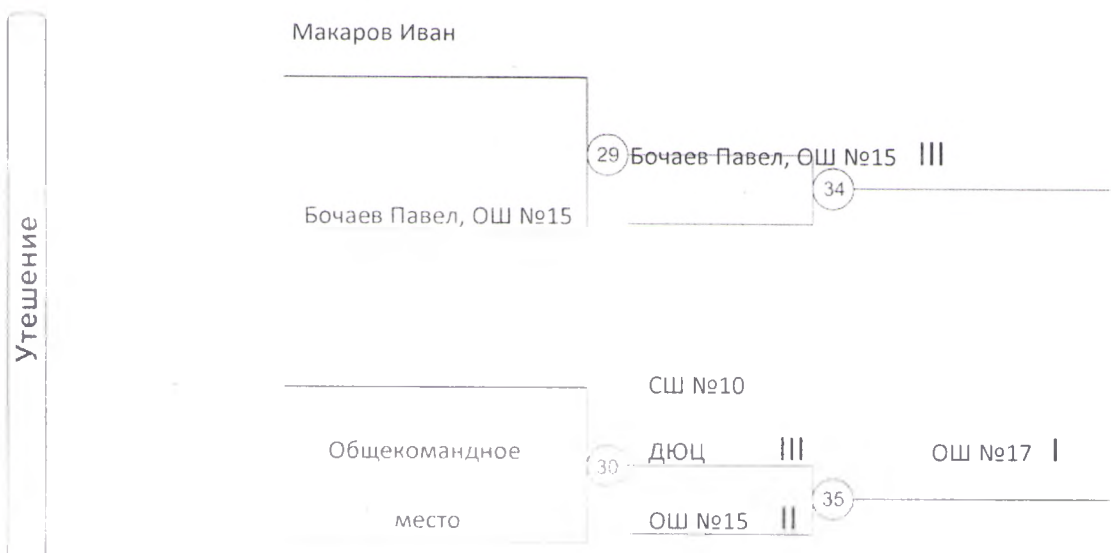 Макаров Иван
29 Бочаев Павел, ОШ №15 III
34
Бочаев Павел, ОШ №15
Утешение
СШ №10
Общекомандное
30 ДЮЦ III
ОШ №17 I
35
место
ОШ №15 II